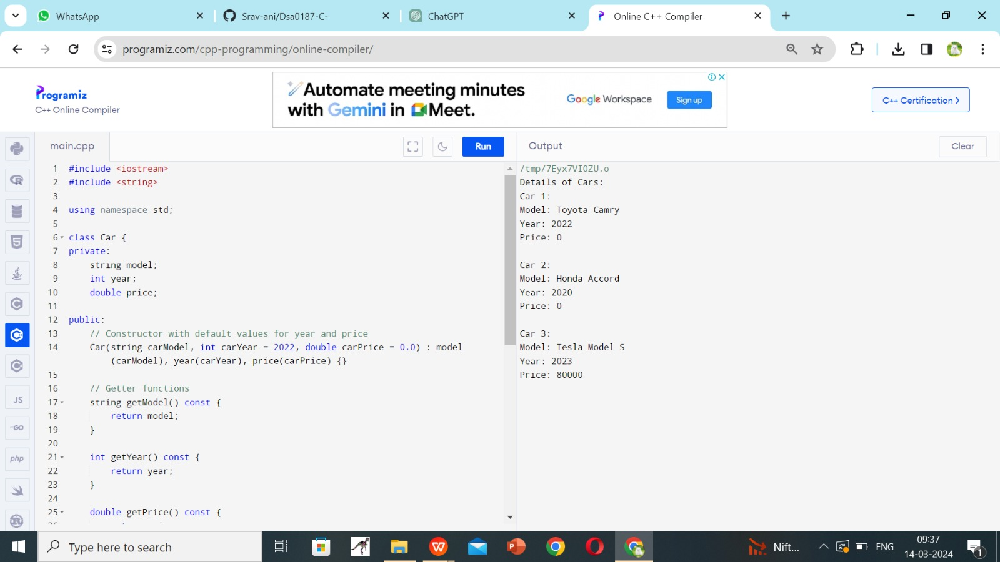 WhatsApp
Srav-ani/Dsa0187-C-
ChatGPT
Online C++ Compiler
programiz.com/cpp-programming/online-compiler/
Programiz
C++ Online Compiler
Automate meeting minutes
with Gemini in Meet.
Google Workspace
Sign up
C++ Certification >
main.cpp
Run
Output
Clear
1 #include <iostream>
2 #include <string>
3
4 using namespace std;
5
6 class Car {
7 private:
8 string model;
9 int year;
10 double price;
11
12 public:
13 // Constructor with default values for year and price
14 Car(string carModel, int carYear = 2022, double carPrice = 0.0) : model
(carModel), year(carYear), price(carPrice) {}
15
16 // Getter functions
17 string getModel() const {
18 return model;
19 }
20
21 int getYear() const {
22 return year;
23 }
24
25 double getPrice() const {
/tmp/7Eyx7VIOZU.o
Details of Cars:
Car 1:
Model: Toyota Camry
Year: 2022
Price: 0
Car 2:
Model: Honda Accord
Year: 2020
Price: 0
Car 3:
Model: Tesla Model S
Year: 2023
Price: 80000
JS
GO
php
Type here to search
Nift...
ENG
09:37
14-03-2024
1